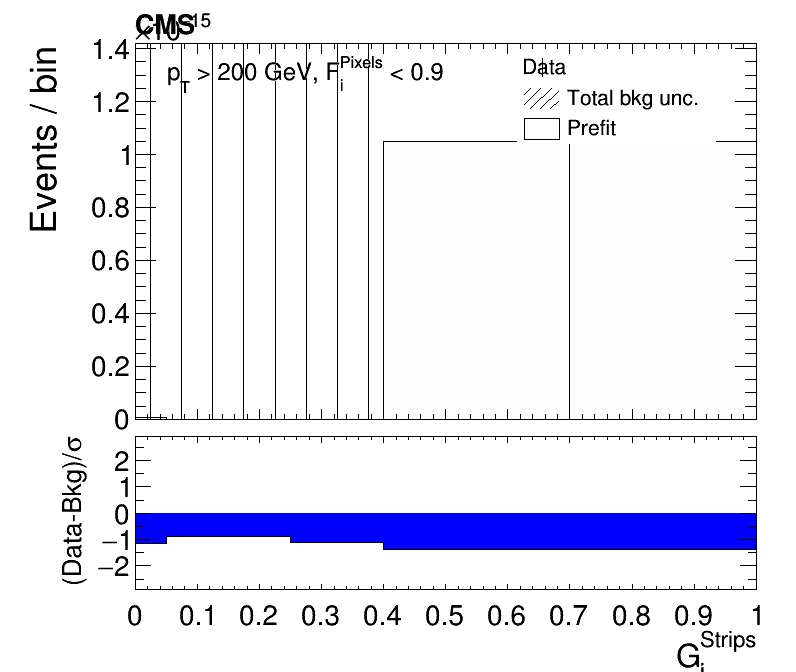 CMS
×10^15
p_T > 200 GeV, F_i^Pixels < 0.9
Data
Total bkg unc.
Prefit
Events / bin
1.4
1.2
1
0.8
0.6
0.4
0.2
0
(Data-Bkg)/σ
2
1
0
−1
−2
0 0.1 0.2 0.3 0.4 0.5 0.6 0.7 0.8 0.9 1
G_i^Strips